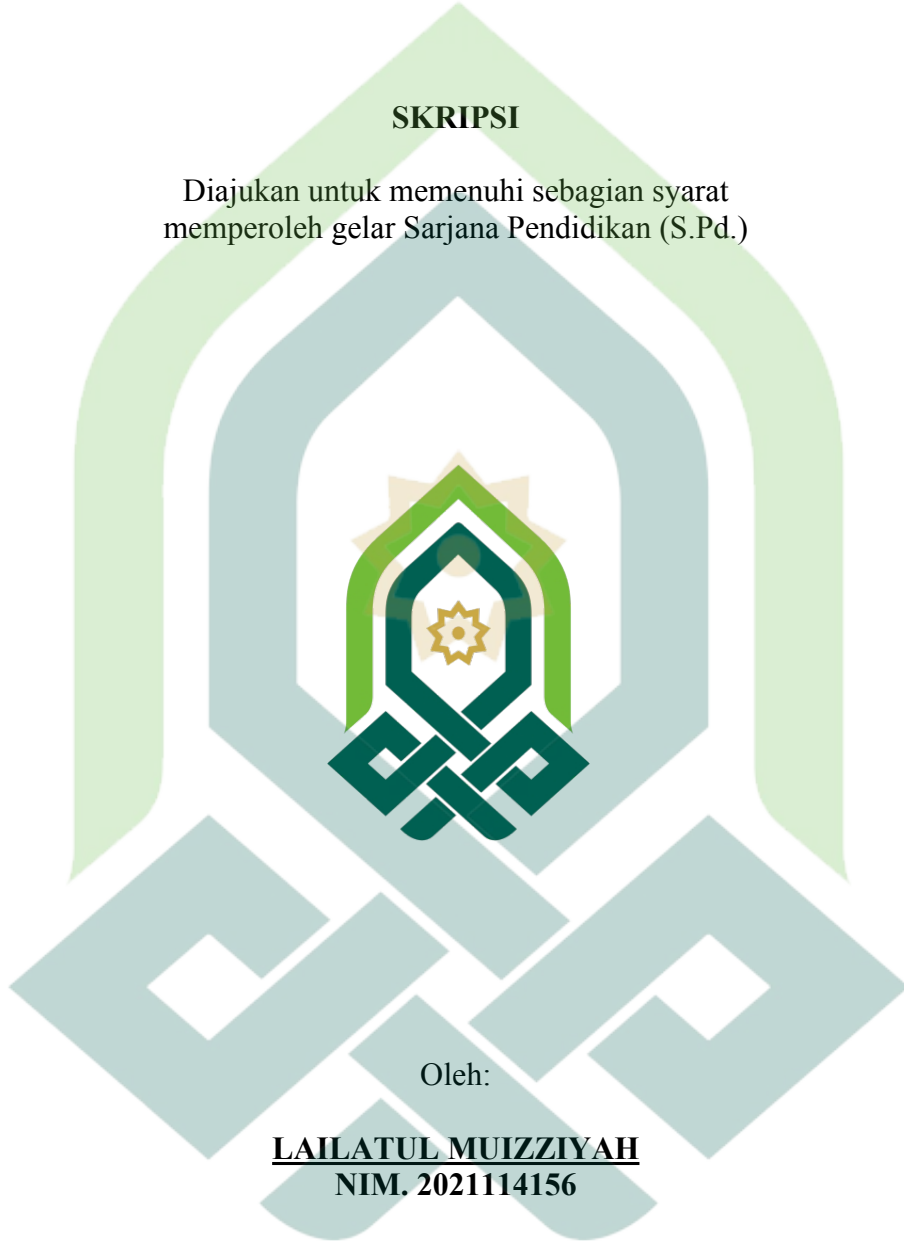 SKRIPSI
Diajukan untuk memenuhi sebagian syarat
memperoleh gelar Sarjana Pendidikan (S.Pd.)
Oleh:
LAILATUL MUIZZIYAH
NIM. 2021114156